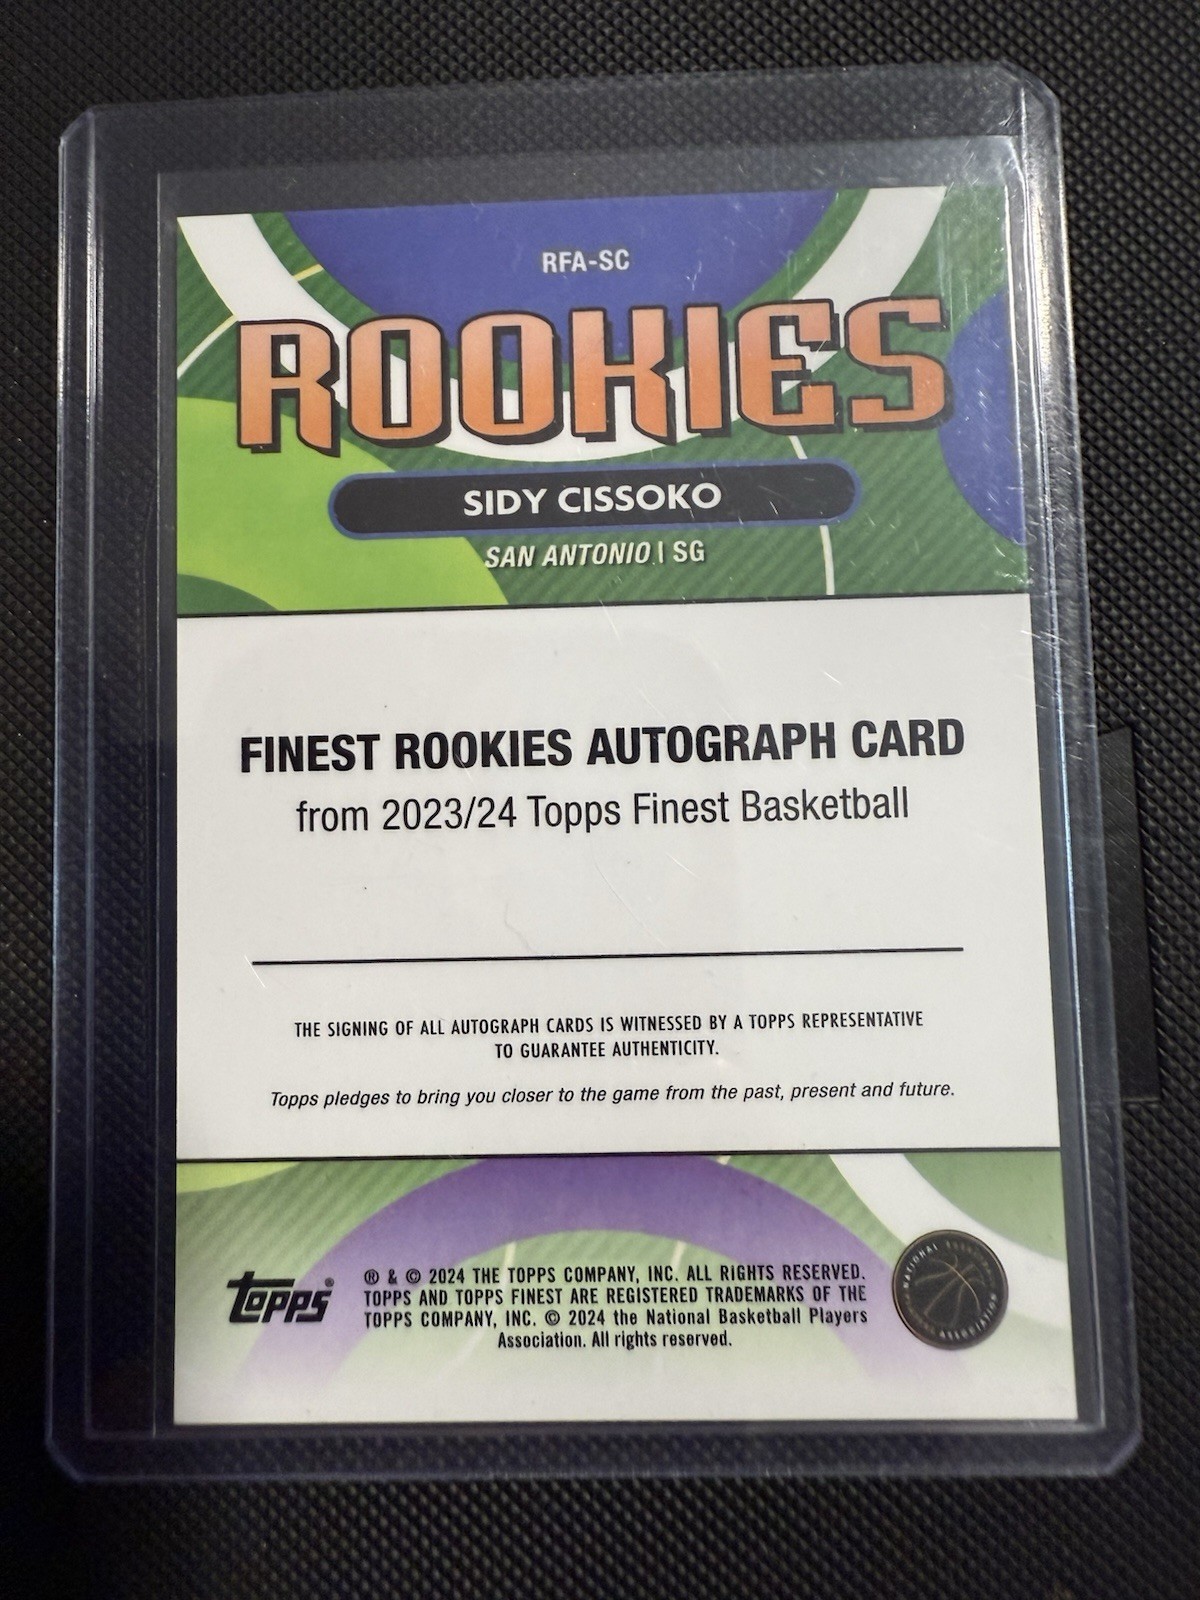 RFA-SC
ROOKIES
SIDY CISSOKO
SAN ANTONIO | SG
FINEST ROOKIES AUTOGRAPH CARD
from 2023/24 Topps Finest Basketball
THE SIGNING OF ALL AUTOGRAPH CARDS IS WITNESSED BY A TOPPS REPRESENTATIVE
TO GUARANTEE AUTHENTICITY.
Topps pledges to bring you closer to the game from the past, present and future.
topps®
® & © 2024 THE TOPPS COMPANY, INC. ALL RIGHTS RESERVED.
TOPPS AND TOPPS FINEST ARE REGISTERED TRADEMARKS OF THE
TOPPS COMPANY, INC. © 2024 the National Basketball Players
Association. All rights reserved.
NATIONAL BASKETBALL
ASSOCIATION